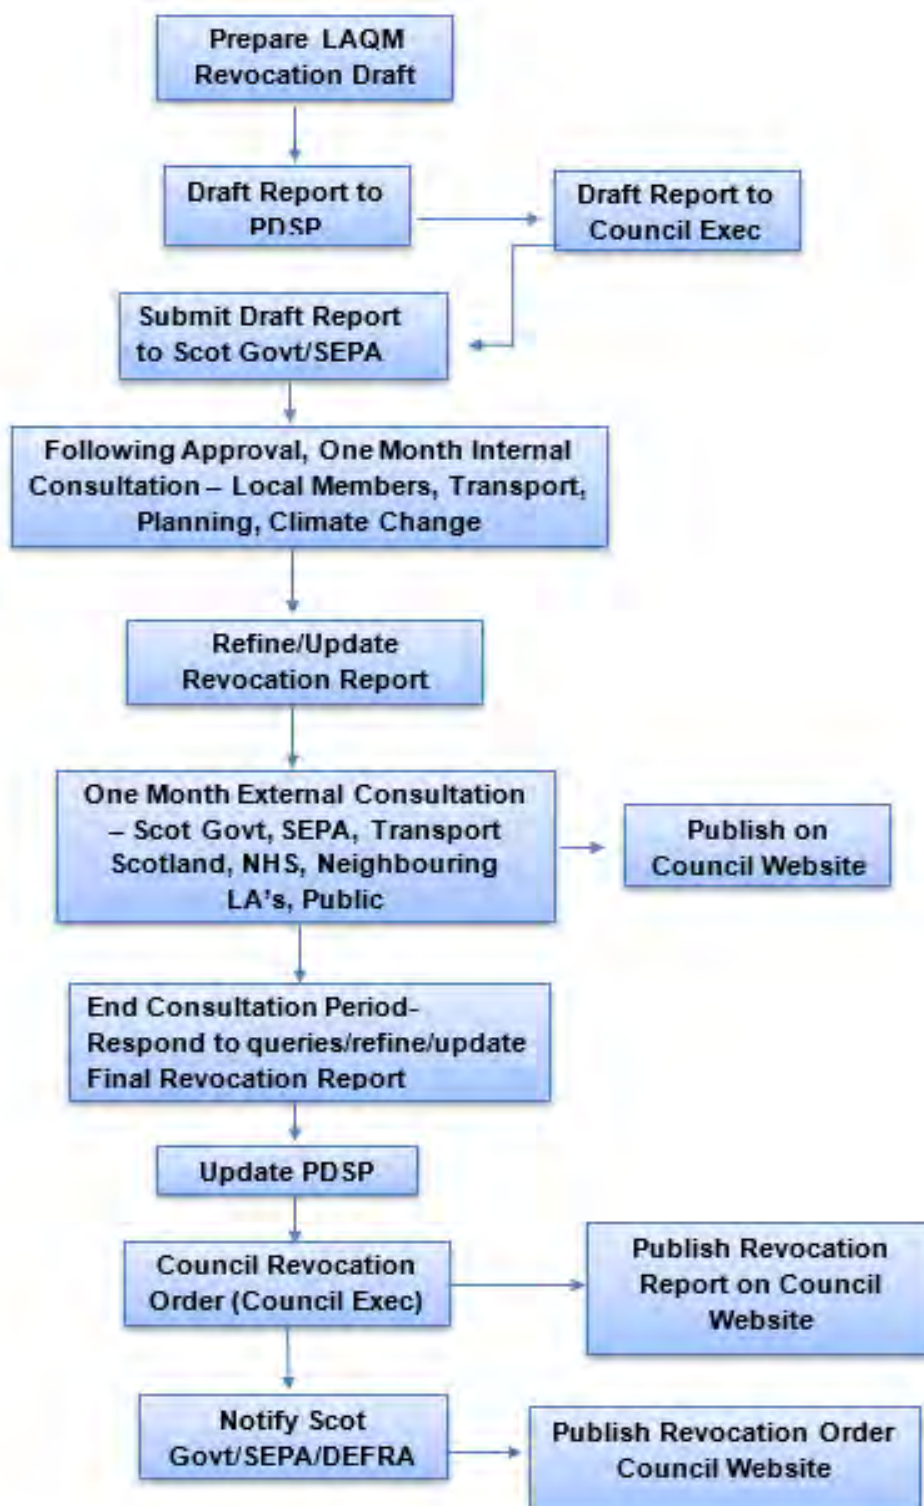 Prepare LAQM
Revocation Draft
Draft Report to
PDSP
Draft Report to
Council Exec
Submit Draft Report
to Scot Govt/SEPA
Following Approval, One Month Internal
Consultation – Local Members, Transport,
Planning, Climate Change
Refine/Update
Revocation Report
One Month External Consultation
– Scot Govt, SEPA, Transport
Scotland, NHS, Neighbouring
LA's, Public
Publish on
Council Website
End Consultation Period-
Respond to queries/refine/update
Final Revocation Report
Update PDSP
Council Revocation
Order (Council Exec)
Publish Revocation
Report on Council
Website
Notify Scot
Govt/SEPA/DEFRA
Publish Revocation Order
Council Website